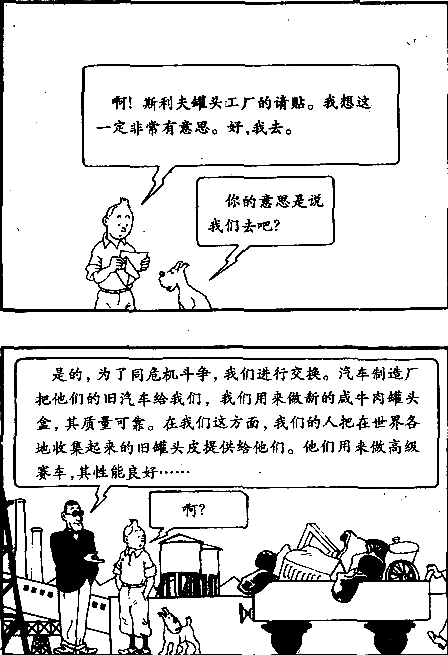 啊！斯利夫罐头工厂的请贴。我想这
一定非常有意思。好，我去。
你的意思是说
我们去吧？
是的，为了同危机斗争，我们进行交换。汽车制造厂
把他们的旧汽车给我们，我们用来做新的咸牛肉罐头
盒，其质量可靠。在我们这方面，我们的人把在世界各
地收集起来的旧罐头皮提供给他们。他们用来做高级
赛车，其性能良好……
啊？